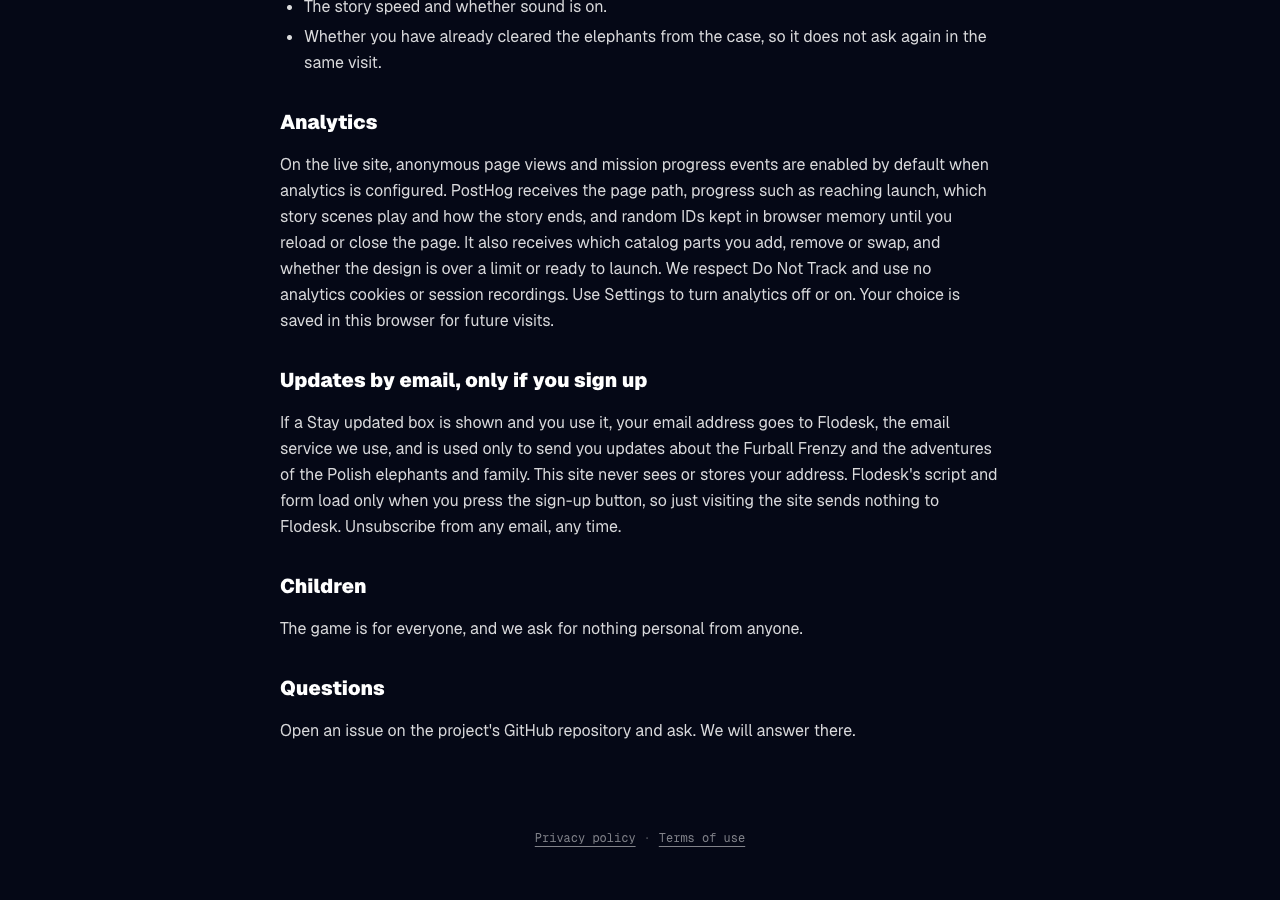 The story speed and whether sound is on.
Whether you have already cleared the elephants from the case, so it does not ask again in the
same visit.
Analytics
On the live site, anonymous page views and mission progress events are enabled by default when
analytics is configured. PostHog receives the page path, progress such as reaching launch, which
story scenes play and how the story ends, and random IDs kept in browser memory until you
reload or close the page. It also receives which catalog parts you add, remove or swap, and
whether the design is over a limit or ready to launch. We respect Do Not Track and use no
analytics cookies or session recordings. Use Settings to turn analytics off or on. Your choice is
saved in this browser for future visits.
Updates by email, only if you sign up
If a Stay updated box is shown and you use it, your email address goes to Flodesk, the email
service we use, and is used only to send you updates about the Furball Frenzy and the adventures
of the Polish elephants and family. This site never sees or stores your address. Flodesk's script and
form load only when you press the sign-up button, so just visiting the site sends nothing to
Flodesk. Unsubscribe from any email, any time.
Children
The game is for everyone, and we ask for nothing personal from anyone.
Questions
Open an issue on the project's GitHub repository and ask. We will answer there.
Privacy policy · Terms of use